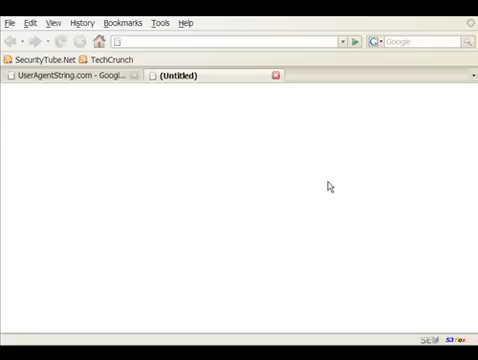 File Edit View History Bookmarks Tools Help
Google
SecurityTube.Net TechCrunch
UserAgentString.com - Googl... (Untitled)